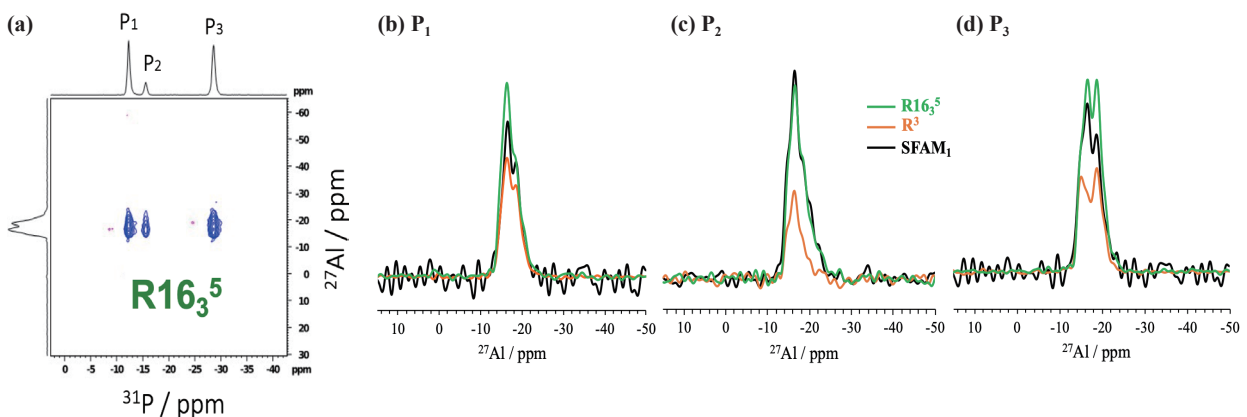 (a)
P₁
P₂
P₃
ppm
-60
-50
-40
-30
-20
-10
0
10
20
30
ppm
²⁷Al / ppm
R16₃⁵
0 -5 -10 -15 -20 -25 -30 -35 -40
³¹P / ppm
(b) P₁
10 0 -10 -20 -30 -40 -50
²⁷Al / ppm
(c) P₂
R16₃⁵
R³
SFAM₁
10 0 -10 -20 -30 -40 -50
²⁷Al / ppm
(d) P₃
10 0 -10 -20 -30 -40 -50
²⁷Al / ppm